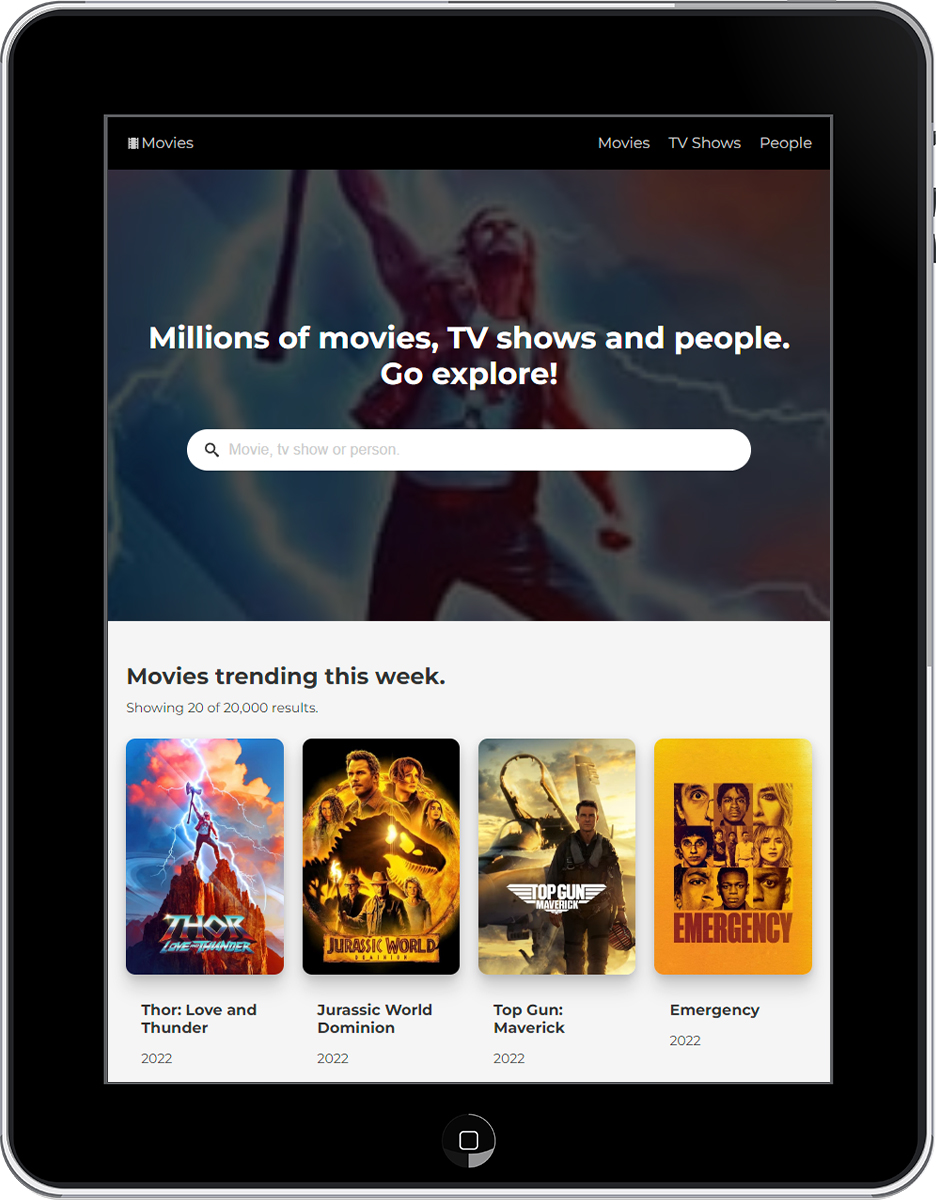 Movies
Movies TV Shows People
Millions of movies, TV shows and people.
Go explore!
Movie, tv show or person.
Movies trending this week.
Showing 20 of 20,000 results.
THOR
LOVE AND THUNDER
JURASSIC WORLD
DOMINION
TOP GUN
MAVERICK
EMERGENCY
Thor: Love and
Thunder
2022
Jurassic World
Dominion
2022
Top Gun:
Maverick
2022
Emergency
2022